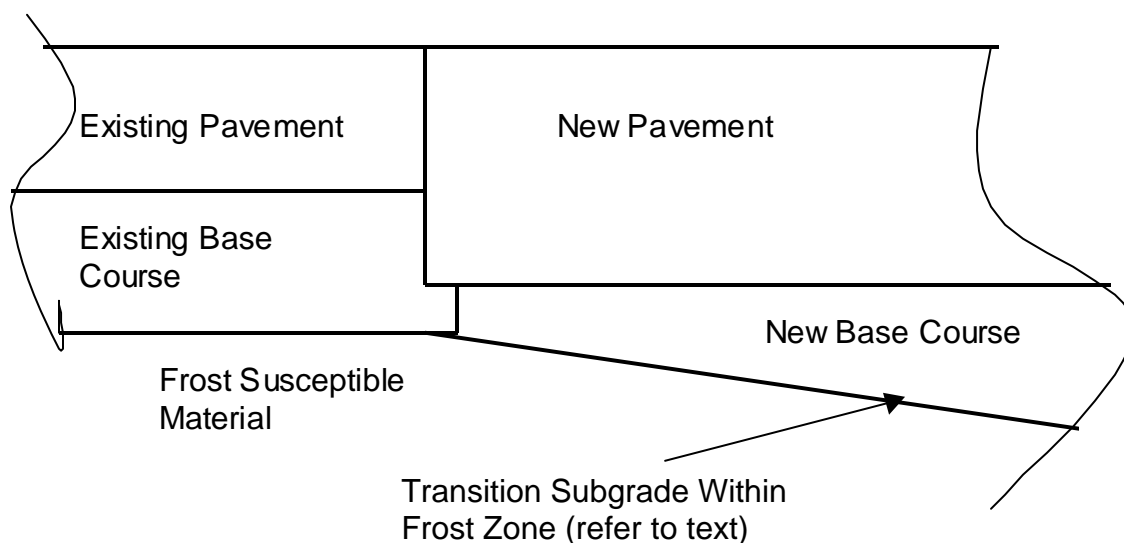 Existing Pavement
New Pavement
Existing Base
Course
New Base Course
Frost Susceptible
Material
Transition Subgrade Within
Frost Zone (refer to text)